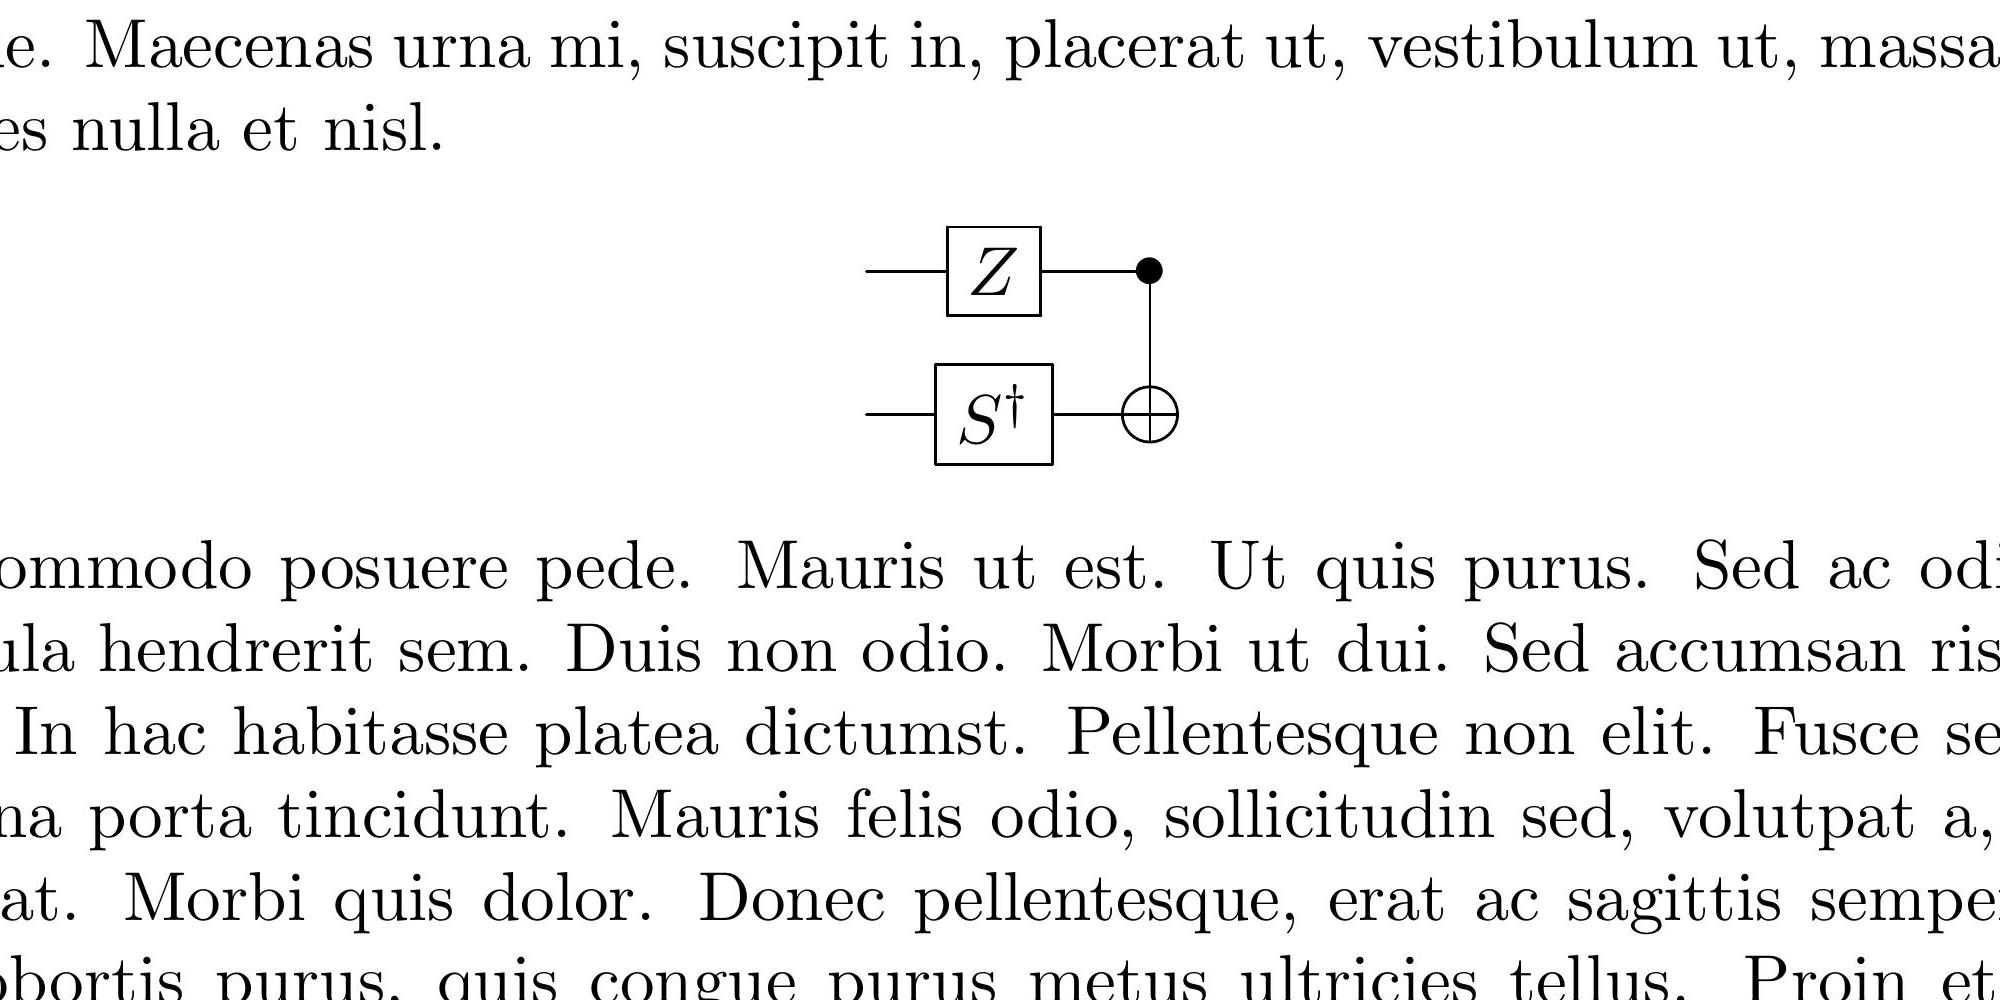 e. Maecenas urna mi, suscipit in, placerat ut, vestibulum ut, massa
es nulla et nisl.
Z
S†
ommodo posuere pede. Mauris ut est. Ut quis purus. Sed ac odi
ula hendrerit sem. Duis non odio. Morbi ut dui. Sed accumsan ris
In hac habitasse platea dictumst. Pellentesque non elit. Fusce se
na porta tincidunt. Mauris felis odio, sollicitudin sed, volutpat a,
at. Morbi quis dolor. Donec pellentesque, erat ac sagittis sempe
obortis purus, quis congue purus metus ultricies tellus. Proin et